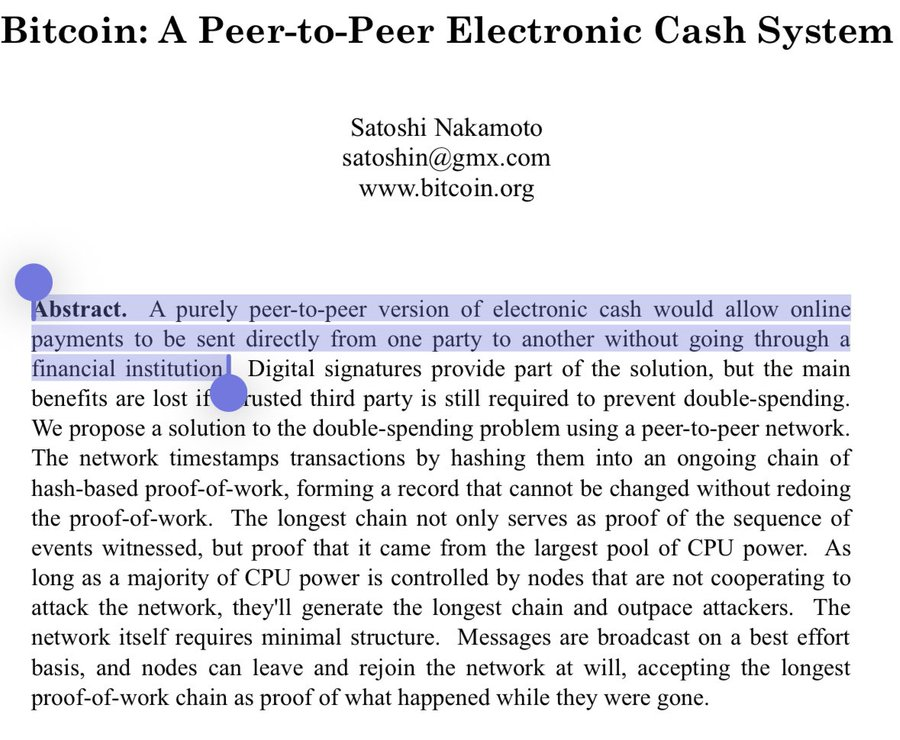 Bitcoin: A Peer-to-Peer Electronic Cash System
Satoshi Nakamoto
satoshin@gmx.com
www.bitcoin.org
Abstract. A purely peer-to-peer version of electronic cash would allow online
payments to be sent directly from one party to another without going through a
financial institution. Digital signatures provide part of the solution, but the main
benefits are lost if trusted third party is still required to prevent double-spending.
We propose a solution to the double-spending problem using a peer-to-peer network.
The network timestamps transactions by hashing them into an ongoing chain of
hash-based proof-of-work, forming a record that cannot be changed without redoing
the proof-of-work. The longest chain not only serves as proof of the sequence of
events witnessed, but proof that it came from the largest pool of CPU power. As
long as a majority of CPU power is controlled by nodes that are not cooperating to
attack the network, they'll generate the longest chain and outpace attackers. The
network itself requires minimal structure. Messages are broadcast on a best effort
basis, and nodes can leave and rejoin the network at will, accepting the longest
proof-of-work chain as proof of what happened while they were gone.